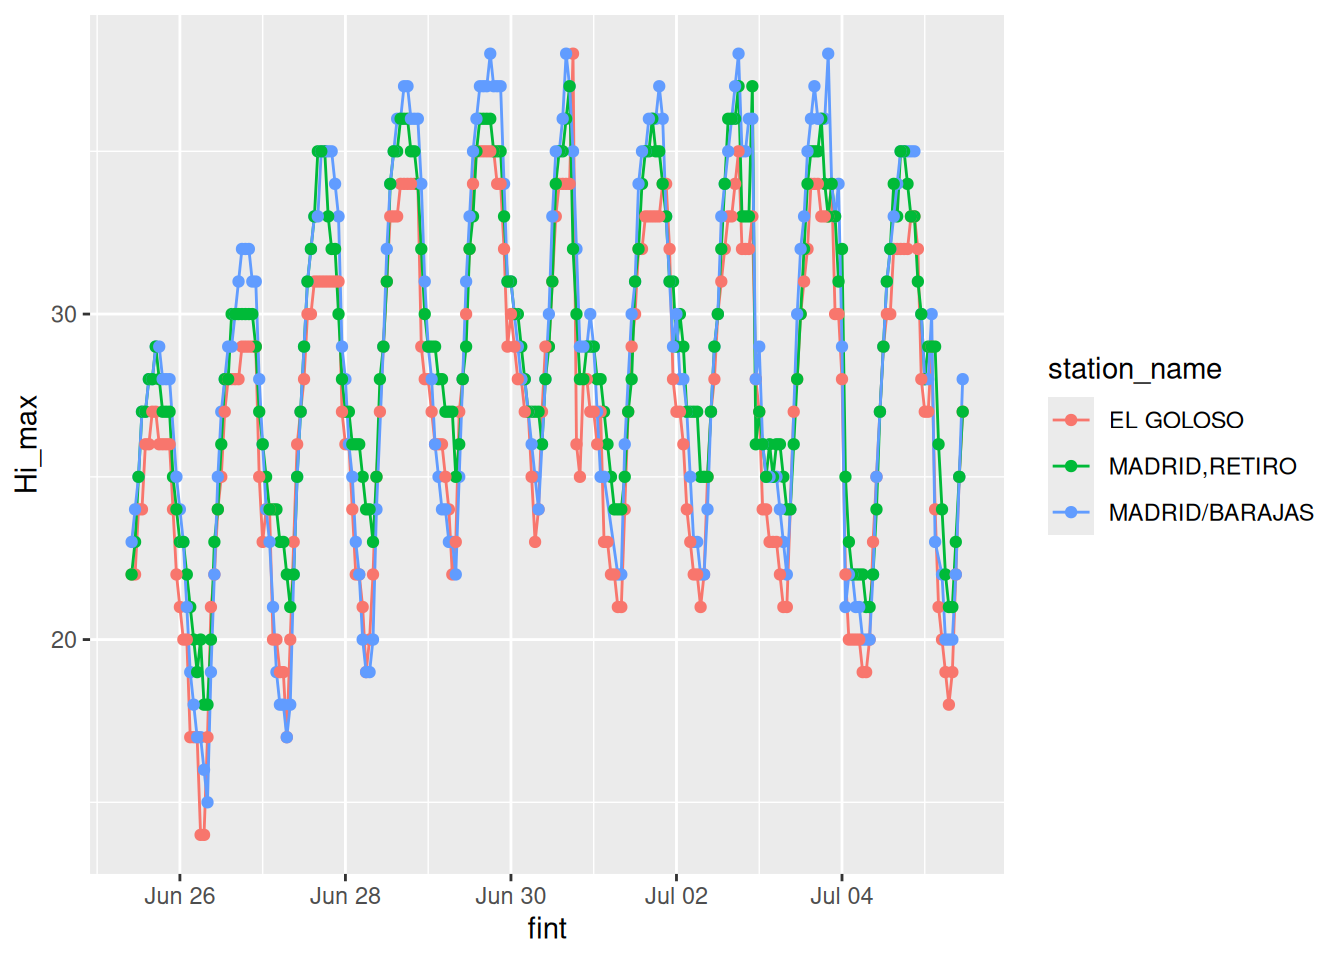 Hi_max
30
20
Jun 26
Jun 28
Jun 30
Jul 02
Jul 04
fint
station_name
EL GOLOSO
MADRID,RETIRO
MADRID/BARAJAS